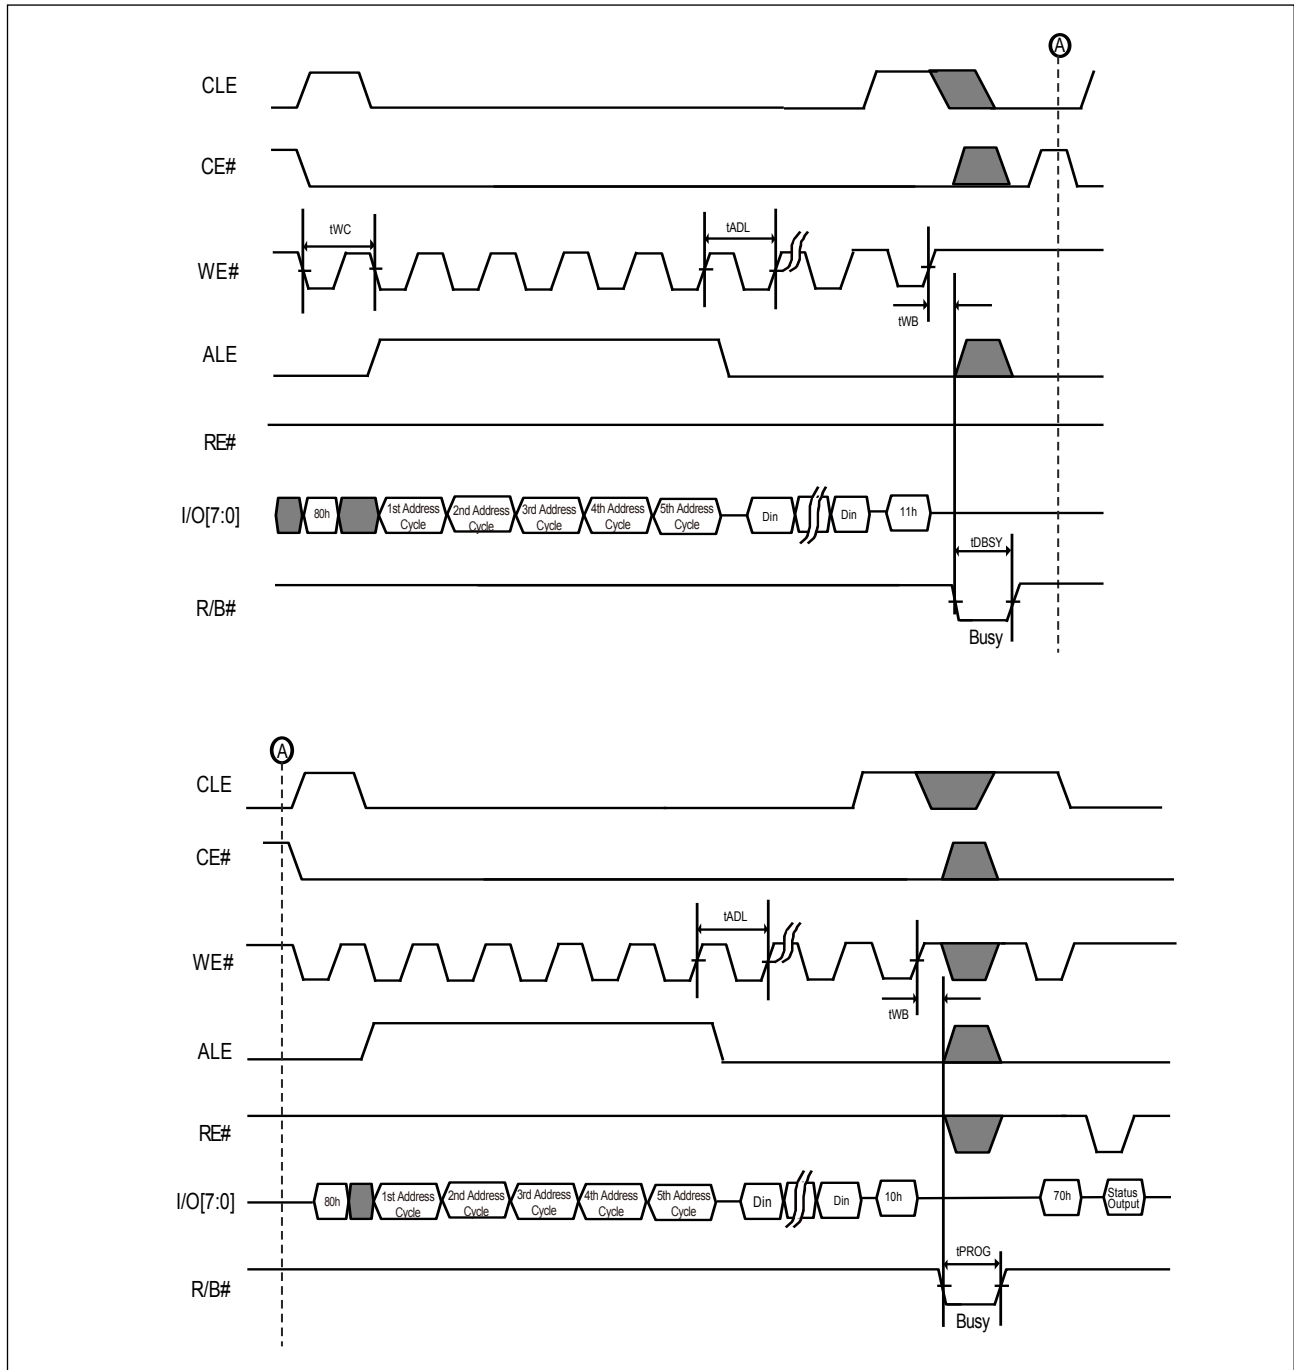 A
CLE
CE#
tWC
tADL
WE#
tWB
ALE
RE#
I/O[7:0]
80h
1st Address
Cycle
2nd Address
Cycle
3rd Address
Cycle
4th Address
Cycle
5th Address
Cycle
Din
Din
11h
tDBSY
R/B#
Busy
A
CLE
CE#
tADL
WE#
tWB
ALE
RE#
I/O[7:0]
80h
1st Address
Cycle
2nd Address
Cycle
3rd Address
Cycle
4th Address
Cycle
5th Address
Cycle
Din
Din
10h
70h
Status
Output
tPROG
R/B#
Busy